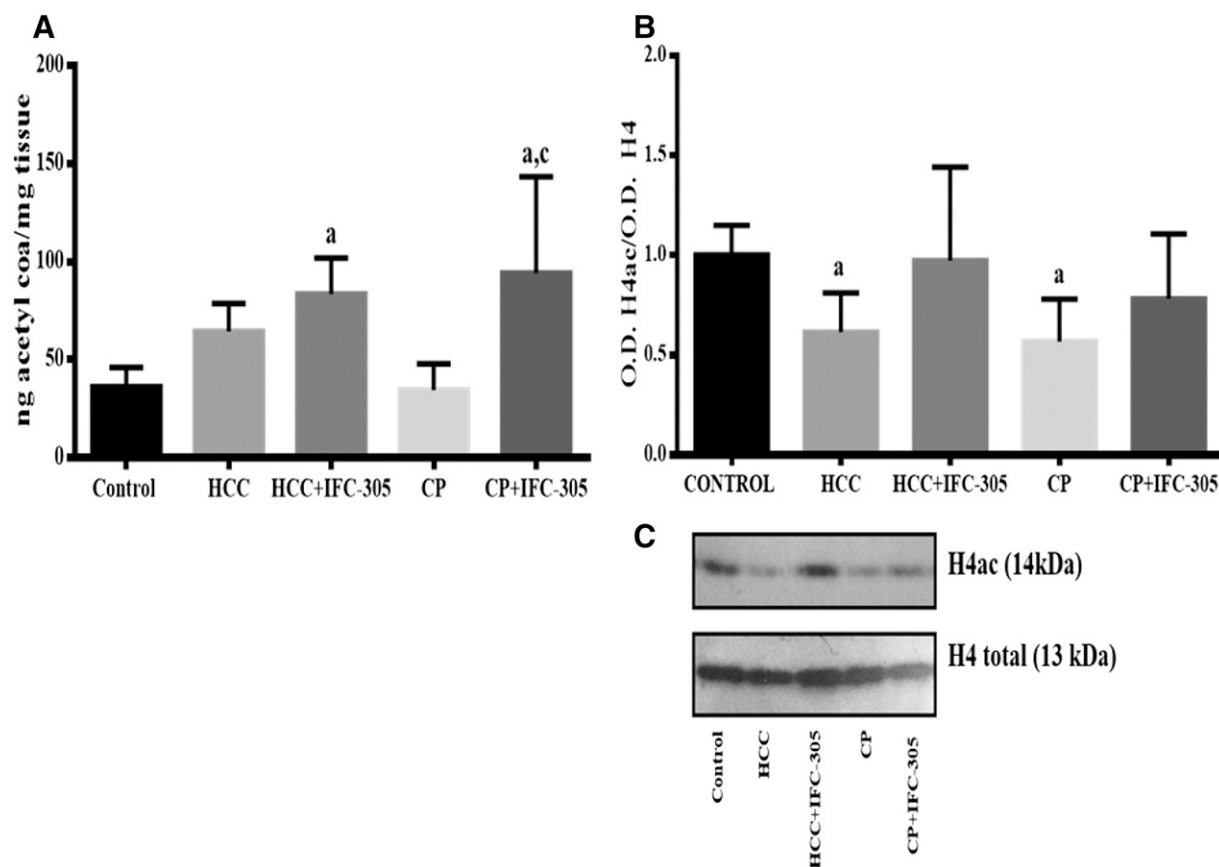 A
ng acetyl coa/mg tissue
200
150
100
50
0
a
a,c
Control HCC HCC+IFC-305 CP CP+IFC-305
B
O.D. H4ac/O.D. H4
2.0
1.5
1.0
0.5
0.0
a
a
CONTROL HCC HCC+IFC-305 CP CP+IFC-305
C
H4ac (14kDa)
H4 total (13 kDa)
Control
HCC
HCC+IFC-305
CP
CP+IFC-305